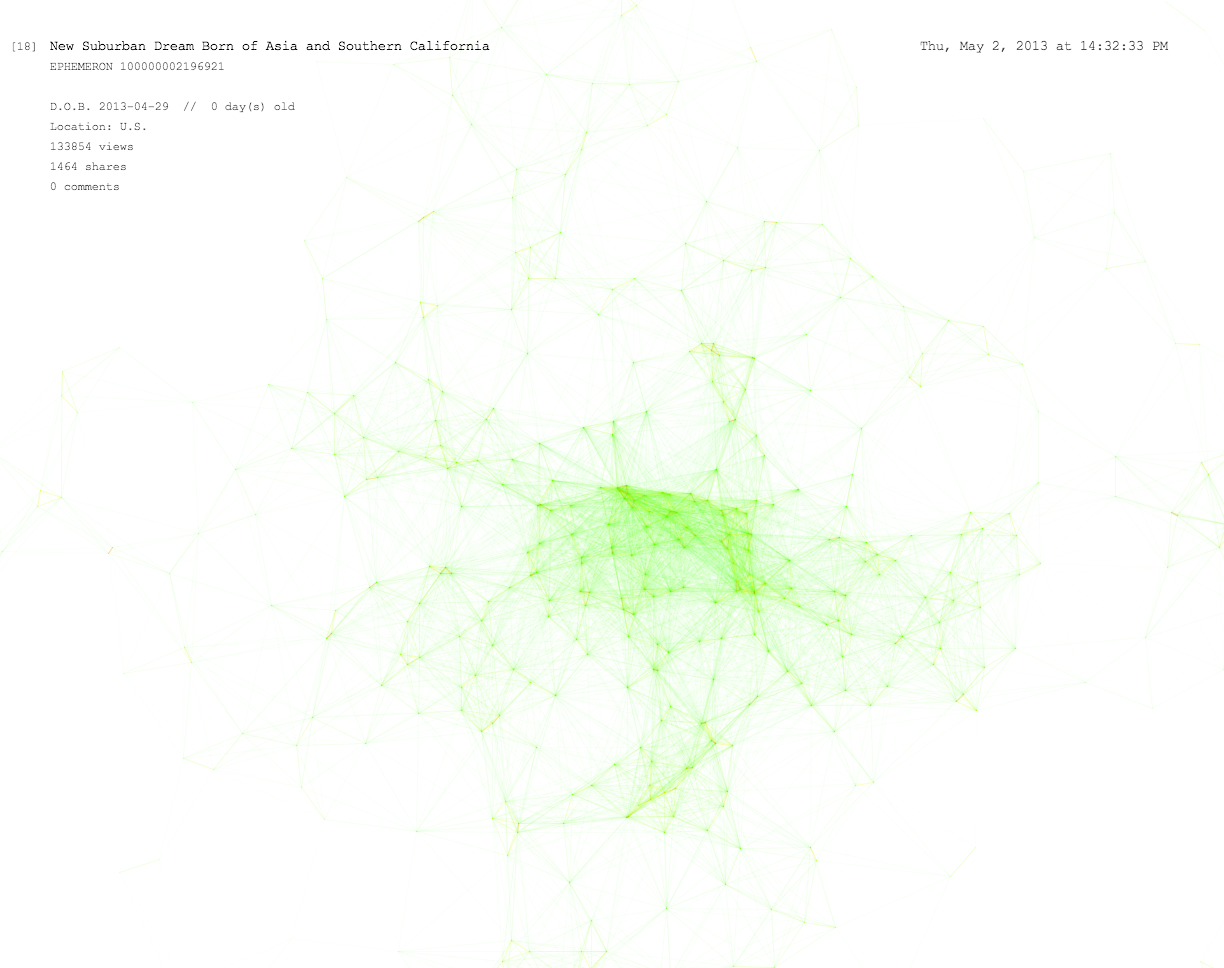 [18] New Suburban Dream Born of Asia and Southern California
Thu, May 2, 2013 at 14:32:33 PM
EPHEMERON 100000002196921
D.O.B. 2013-04-29 // 0 day(s) old
Location: U.S.
133854 views
1464 shares
0 comments